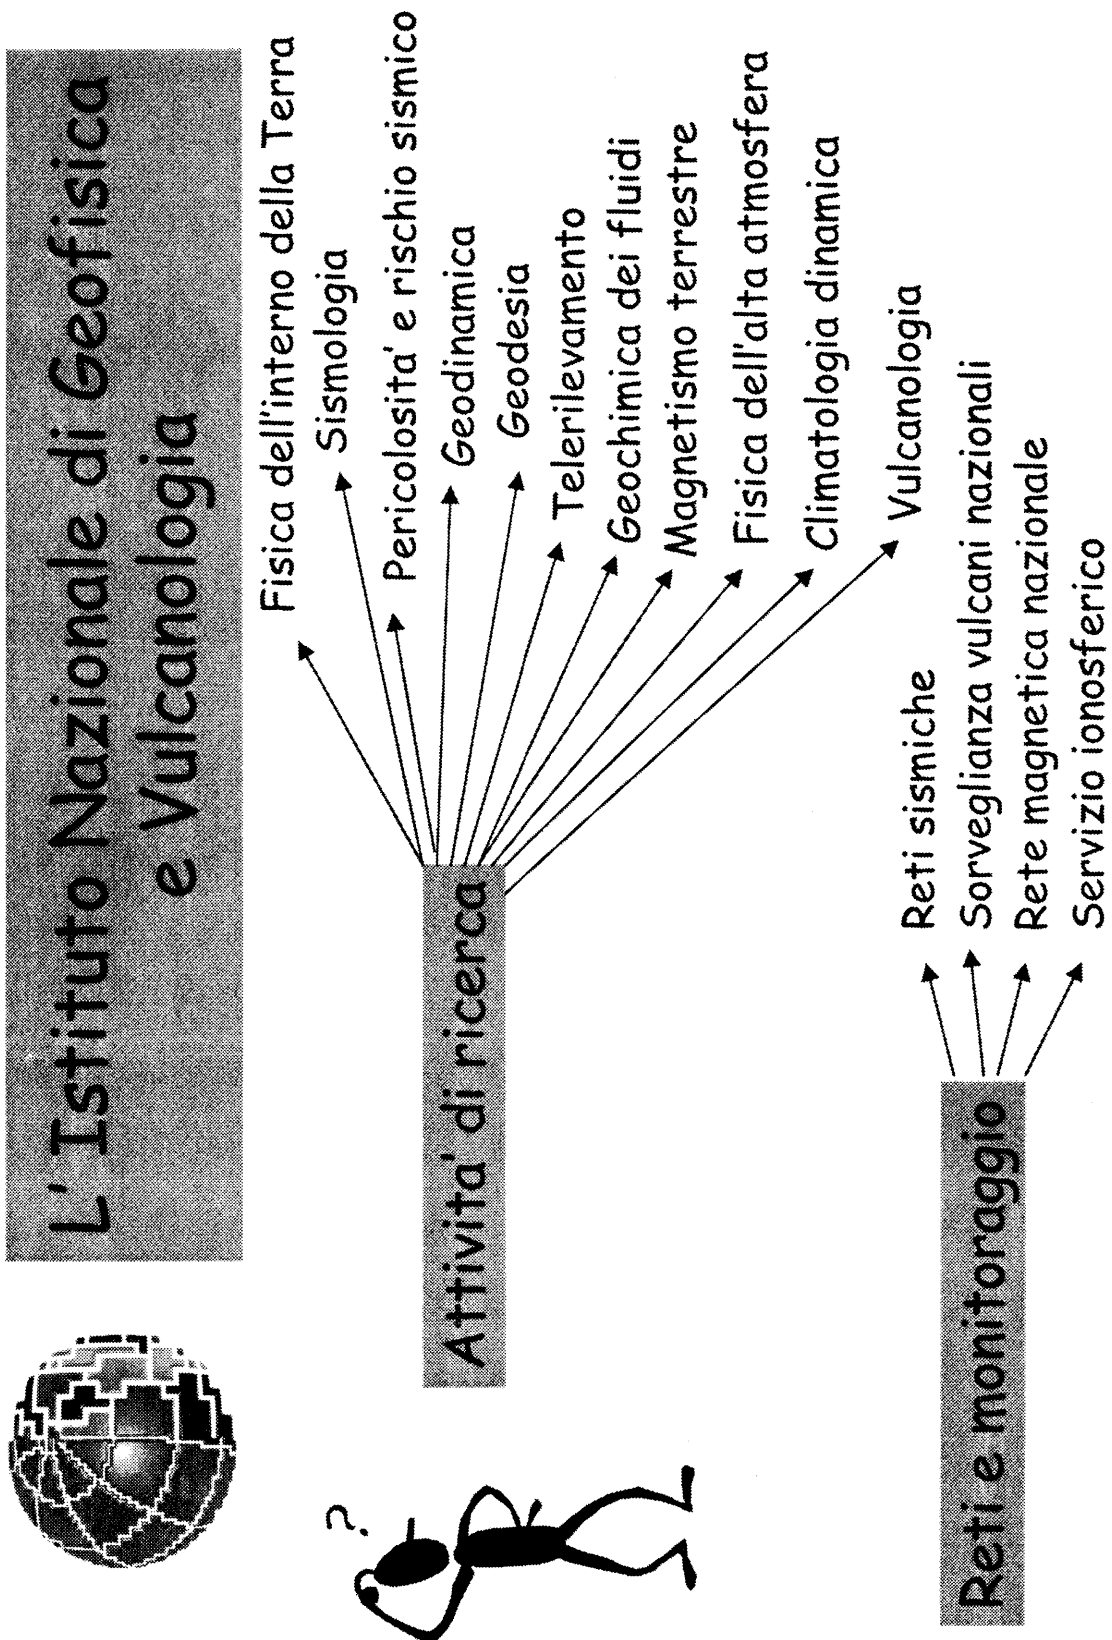 L' Istituto Nazionale di Geofisica
e Vulcanologia
?
Attivita' di ricerca
Fisica dell'interno della Terra
Sismologia
Pericolosita' e rischio sismico
Geodinamica
Geodesia
Telerilevamento
Geochimica dei fluidi
Magnetismo terrestre
Fisica dell'alta atmosfera
Climatologia dinamica
Vulcanologia
Reti e monitoraggio
Reti sismiche
Sorveglianza vulcani nazionali
Rete magnetica nazionale
Servizio ionosferico